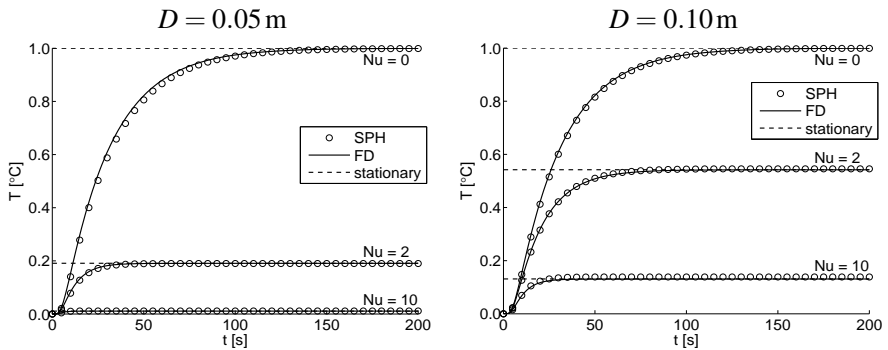 D = 0.05 m
T [°C]
1.0
0.8
0.6
0.4
0.2
0.0
0
50
100
150
200
t [s]
Nu = 0
Nu = 2
Nu = 10
SPH
FD
stationary
D = 0.10 m
T [°C]
1.0
0.8
0.6
0.4
0.2
0.0
0
50
100
150
200
t [s]
Nu = 0
Nu = 2
Nu = 10
SPH
FD
stationary